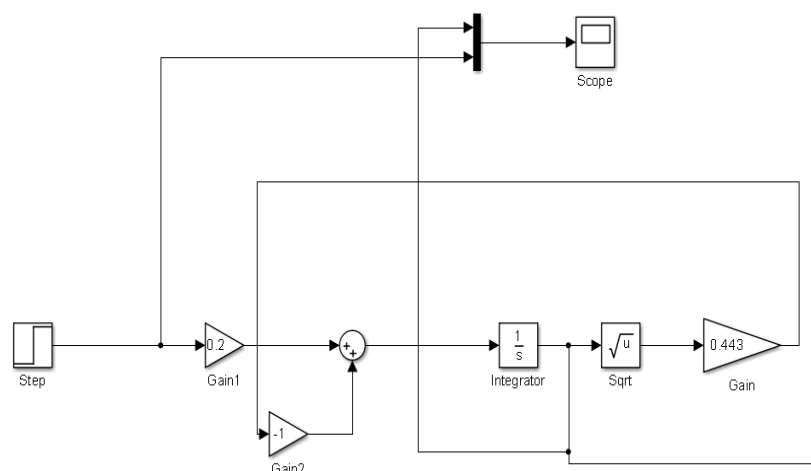 Scope
Step
0.2
Gain1
+
+
-1
Gain2
1
s
Integrator
√u
Sqrt
0.443
Gain